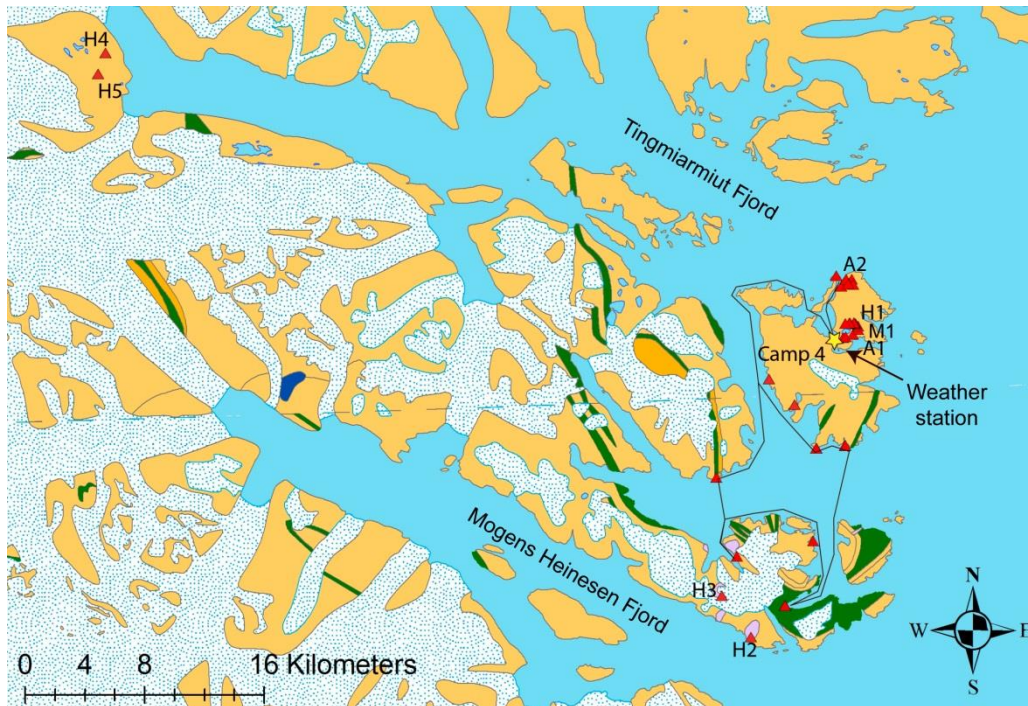 H4
H5
Tingmiarmiut Fjord
A2
H1
M1
A1
Camp 4
Weather
station
Mogens Heinesen Fjord
H3
H2
N
W
E
S
0 4 8 16 Kilometers